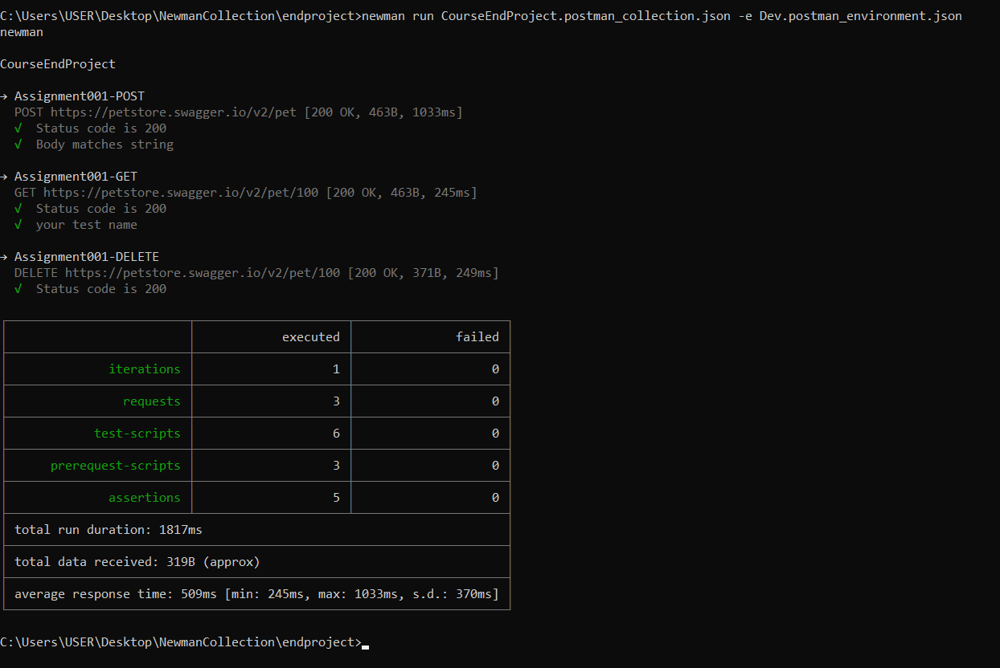 C:\Users\USER\Desktop\NewmanCollection\endproject>newman run CourseEndProject.postman_collection.json -e Dev.postman_environment.json
newman
CourseEndProject
→ Assignment001-POST
POST https://petstore.swagger.io/v2/pet [200 OK, 463B, 1033ms]
√ Status code is 200
√ Body matches string
→ Assignment001-GET
GET https://petstore.swagger.io/v2/pet/100 [200 OK, 463B, 245ms]
√ Status code is 200
√ your test name
→ Assignment001-DELETE
DELETE https://petstore.swagger.io/v2/pet/100 [200 OK, 371B, 249ms]
√ Status code is 200
executed failed
iterations 1 0
requests 3 0
test-scripts 6 0
prerequest-scripts 3 0
assertions 5 0
total run duration: 1817ms
total data received: 319B (approx)
average response time: 509ms [min: 245ms, max: 1033ms, s.d.: 370ms]
C:\Users\USER\Desktop\NewmanCollection\endproject>